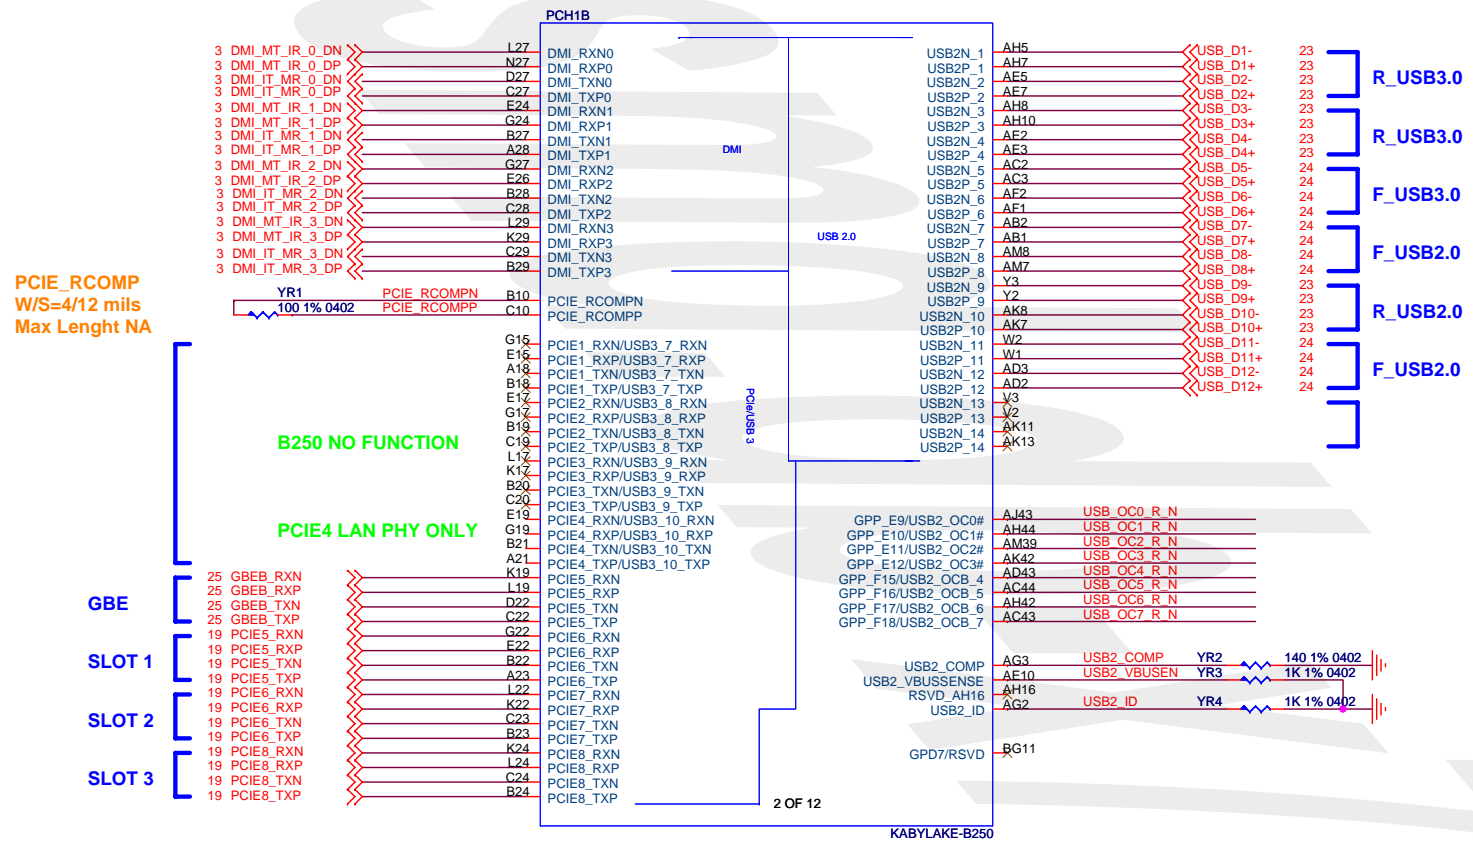 PCH1B
3 DMI_MT_IR_0_DN L27 DMI_RXN0
3 DMI_MT_IR_0_DP N27 DMI_RXP0
3 DMI_IT_MR_0_DN D27 DMI_TXN0
3 DMI_IT_MR_0_DP C27 DMI_TXP0
3 DMI_MT_IR_1_DN E24 DMI_RXN1
3 DMI_MT_IR_1_DP G24 DMI_RXP1
3 DMI_IT_MR_1_DN B27 DMI_TXN1
3 DMI_IT_MR_1_DP A28 DMI_TXP1
3 DMI_MT_IR_2_DN G27 DMI_RXN2
3 DMI_MT_IR_2_DP E26 DMI_RXP2
3 DMI_IT_MR_2_DN B28 DMI_TXN2
3 DMI_IT_MR_2_DP C28 DMI_TXP2
3 DMI_MT_IR_3_DN L29 DMI_RXN3
3 DMI_MT_IR_3_DP K29 DMI_RXP3
3 DMI_IT_MR_3_DN C29 DMI_TXN3
3 DMI_IT_MR_3_DP B29 DMI_TXP3
PCIE_RCOMP
W/S=4/12 mils
Max Lenght NA
YR1 PCIE_RCOMPN B10 PCIE_RCOMPN
100 1% 0402 PCIE_RCOMPP C10 PCIE_RCOMPP
G15 PCIE1_RXN/USB3_7_RXN
E15 PCIE1_RXP/USB3_7_RXP
A18 PCIE1_TXN/USB3_7_TXN
B18 PCIE1_TXP/USB3_7_TXP
E17 PCIE2_RXN/USB3_8_RXN
G17 PCIE2_RXP/USB3_8_RXP
B19 PCIE2_TXN/USB3_8_TXN
C19 PCIE2_TXP/USB3_8_TXP
L17 PCIE3_RXN/USB3_9_RXN
K17 PCIE3_RXP/USB3_9_RXP
B20 PCIE3_TXN/USB3_9_TXN
C20 PCIE3_TXP/USB3_9_TXP
E19 PCIE4_RXN/USB3_10_RXN
G19 PCIE4_RXP/USB3_10_RXP
B21 PCIE4_TXN/USB3_10_TXN
A21 PCIE4_TXP/USB3_10_TXP
B250 NO FUNCTION
PCIE4 LAN PHY ONLY
25 GBEB_RXN K19 PCIE5_RXN
25 GBEB_RXP L19 PCIE5_RXP
25 GBEB_TXN D22 PCIE5_TXN
25 GBEB_TXP C22 PCIE5_TXP
GBE
19 PCIE5_RXN G22 PCIE6_RXN
19 PCIE5_RXP E22 PCIE6_RXP
19 PCIE5_TXN B22 PCIE6_TXN
19 PCIE5_TXP A23 PCIE6_TXP
SLOT 1
19 PCIE6_RXN L22 PCIE7_RXN
19 PCIE6_RXP K22 PCIE7_RXP
19 PCIE6_TXN C23 PCIE7_TXN
19 PCIE6_TXP B23 PCIE7_TXP
SLOT 2
19 PCIE8_RXN K24 PCIE8_RXN
19 PCIE8_RXP L24 PCIE8_RXP
19 PCIE8_TXN C24 PCIE8_TXN
19 PCIE8_TXP B24 PCIE8_TXP
SLOT 3
DMI
USB 2.0
PCIe/USB 3
2 OF 12
USB2N_1 AH5 USB_D1- 23
USB2P_1 AH7 USB_D1+ 23
USB2N_2 AE5 USB_D2- 23
USB2P_2 AE7 USB_D2+ 23
R_USB3.0
USB2N_3 AH8 USB_D3- 23
USB2P_3 AH10 USB_D3+ 23
USB2N_4 AE2 USB_D4- 23
USB2P_4 AE3 USB_D4+ 23
R_USB3.0
USB2N_5 AC2 USB_D5- 24
USB2P_5 AC3 USB_D5+ 24
USB2N_6 AF2 USB_D6- 24
USB2P_6 AF1 USB_D6+ 24
F_USB3.0
USB2N_7 AB2 USB_D7- 24
USB2P_7 AB1 USB_D7+ 24
USB2N_8 AM8 USB_D8- 24
USB2P_8 AM7 USB_D8+ 24
F_USB2.0
USB2N_9 Y3 USB_D9- 23
USB2P_9 Y2 USB_D9+ 23
USB2N_10 AK8 USB_D10- 23
USB2P_10 AK7 USB_D10+ 23
R_USB2.0
USB2N_11 W2 USB_D11- 24
USB2P_11 W1 USB_D11+ 24
USB2N_12 AD3 USB_D12- 24
USB2P_12 AD2 USB_D12+ 24
F_USB2.0
USB2N_13 V3
USB2P_13 V2
USB2N_14 AK11
USB2P_14 AK13
GPP_E9/USB2_OC0# AJ43 USB_OC0_R_N
GPP_E10/USB2_OC1# AH44 USB_OC1_R_N
GPP_E11/USB2_OC2# AM39 USB_OC2_R_N
GPP_E12/USB2_OC3# AK42 USB_OC3_R_N
GPP_F15/USB2_OCB_4 AD43 USB_OC4_R_N
GPP_F16/USB2_OCB_5 AC44 USB_OC5_R_N
GPP_F17/USB2_OCB_6 AH42 USB_OC6_R_N
GPP_F18/USB2_OCB_7 AC43 USB_OC7_R_N
USB2_COMP AG3 USB2_COMP YR2 140 1% 0402
USB2_VBUSSENSE AE10 USB2_VBUSEN YR3 1K 1% 0402
RSVD_AH16 AH16
USB2_ID AG2 USB2_ID YR4 1K 1% 0402
GPD7/RSVD BG11
KABYLAKE-B250